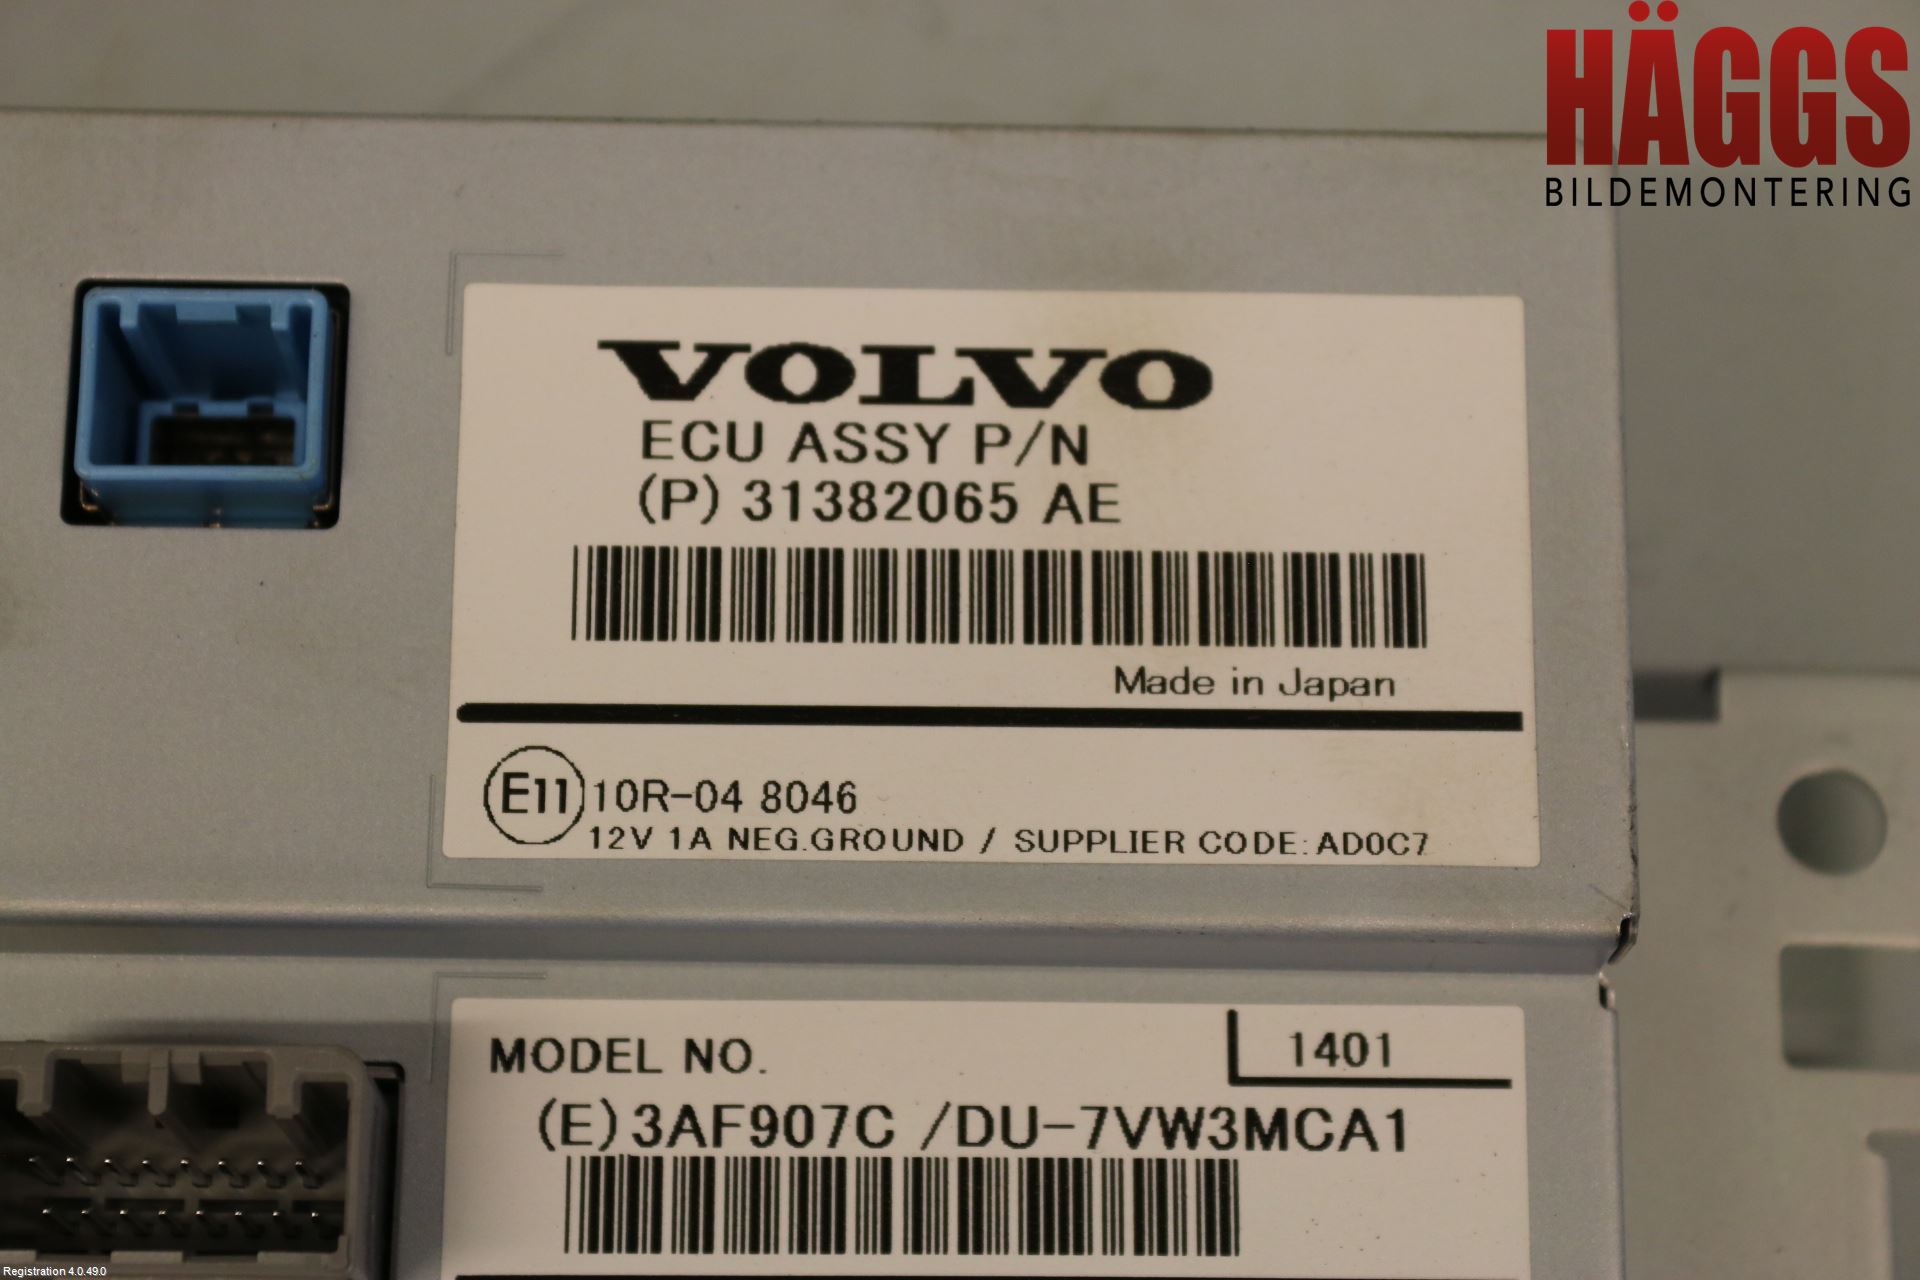 HÄGGS
BILDEMONTERING
VOLVO
ECU ASSY P/N
(P) 31382065 AE
Made in Japan
E11 10R-04 8046
12V 1A NEG.GROUND / SUPPLIER CODE: AD0C7
MODEL NO.
1401
(E) 3AF907C /DU-7VW3MCA1
Registration 4.0.49.0